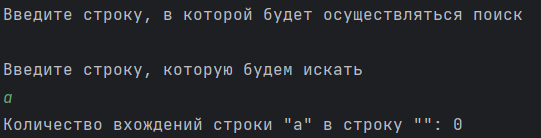 Введите строку, в которой будет осуществляться поиск
Введите строку, которую будем искать
а
Количество вхождений строки "а" в строку "": 0